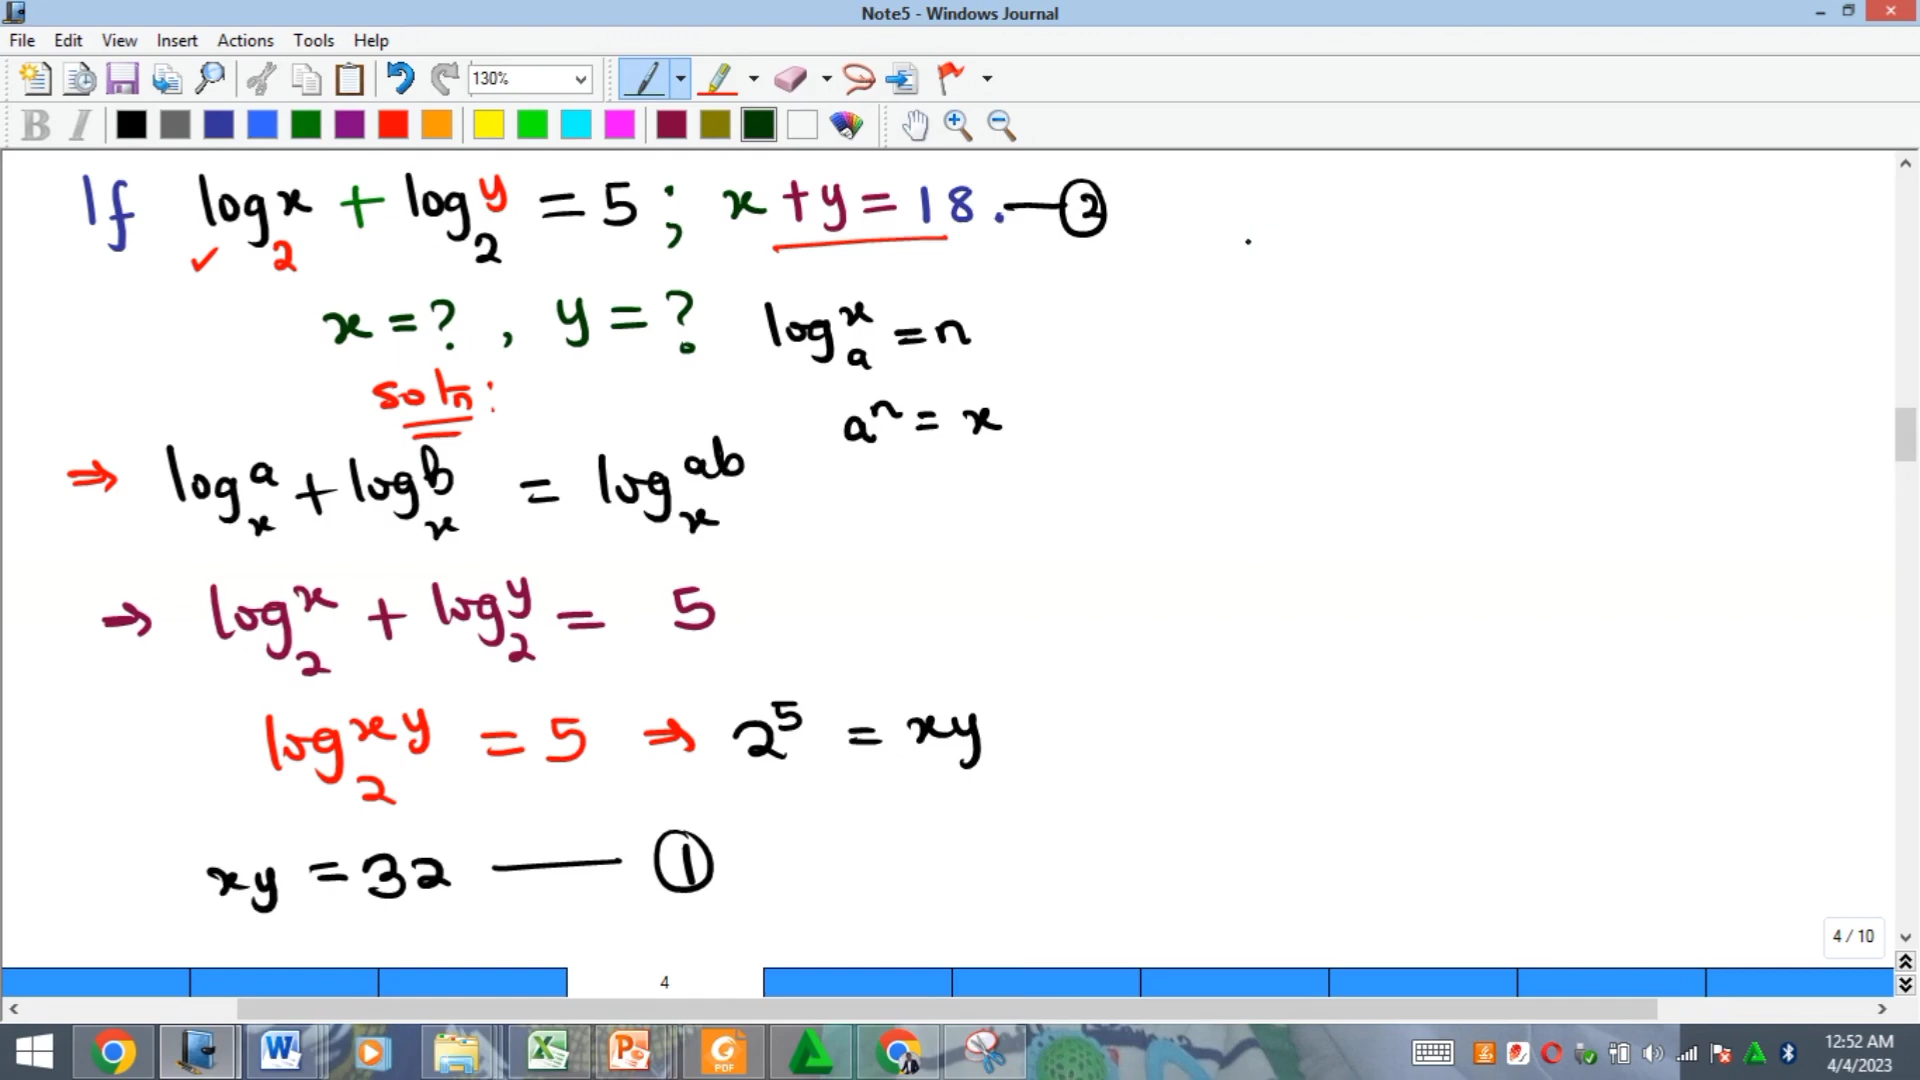 Note5 - Windows Journal
File Edit View Insert Actions Tools Help
130%
B I
If log₂x + log₂y = 5 ; x + y = 18. — ②
x = ? , y = ?
logₐx = n
soln:
aⁿ = x
⇒ logₓa + logₓb = logₓab
⇒ log₂x + log₂y = 5
log₂xy = 5 ⇒ 2⁵ = xy
xy = 32 — ①
4 / 10
4
PDF
12:52 AM
4/4/2023